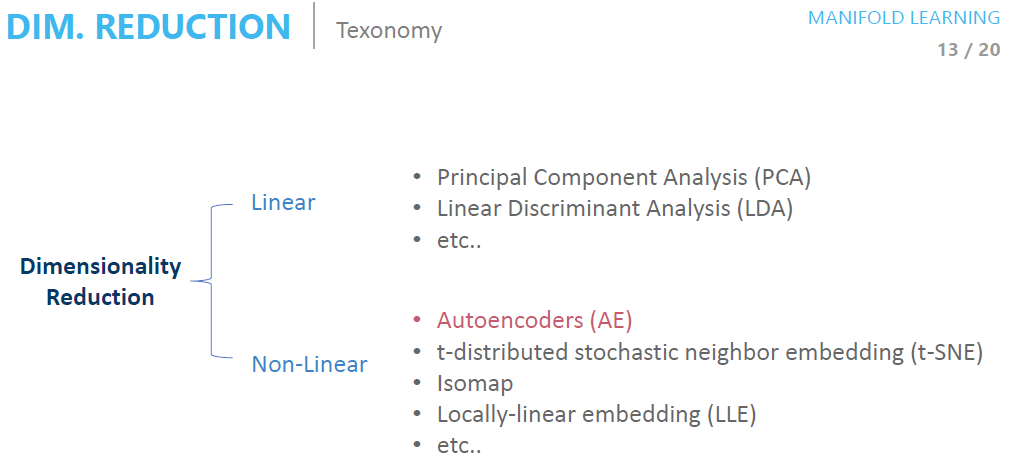 DIM. REDUCTION
Texonomy
MANIFOLD LEARNING
13 / 20
Linear
• Principal Component Analysis (PCA)
• Linear Discriminant Analysis (LDA)
• etc..
Dimensionality
Reduction
Non-Linear
• Autoencoders (AE)
• t-distributed stochastic neighbor embedding (t-SNE)
• Isomap
• Locally-linear embedding (LLE)
• etc..